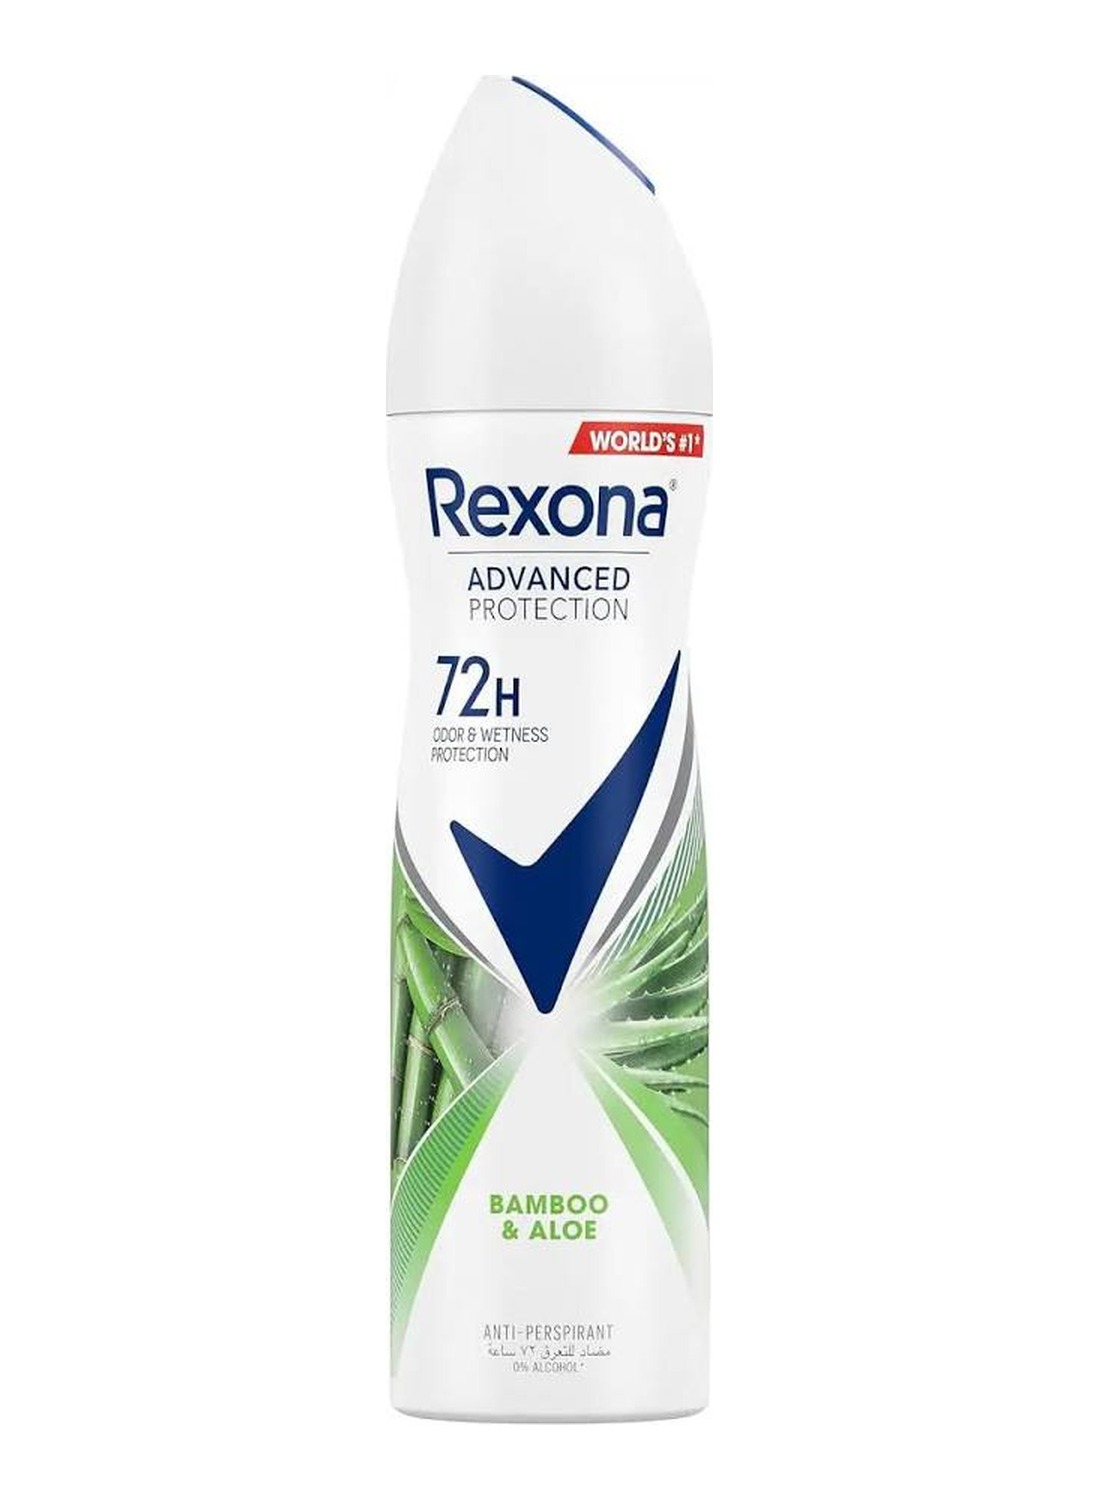 WORLD'S #1*
Rexona®
ADVANCED
PROTECTION
72H
ODOR & WETNESS
PROTECTION
BAMBOO
& ALOE
ANTI-PERSPIRANT
مضاد للتعرق ٧٢ ساعة
0% ALCOHOL*